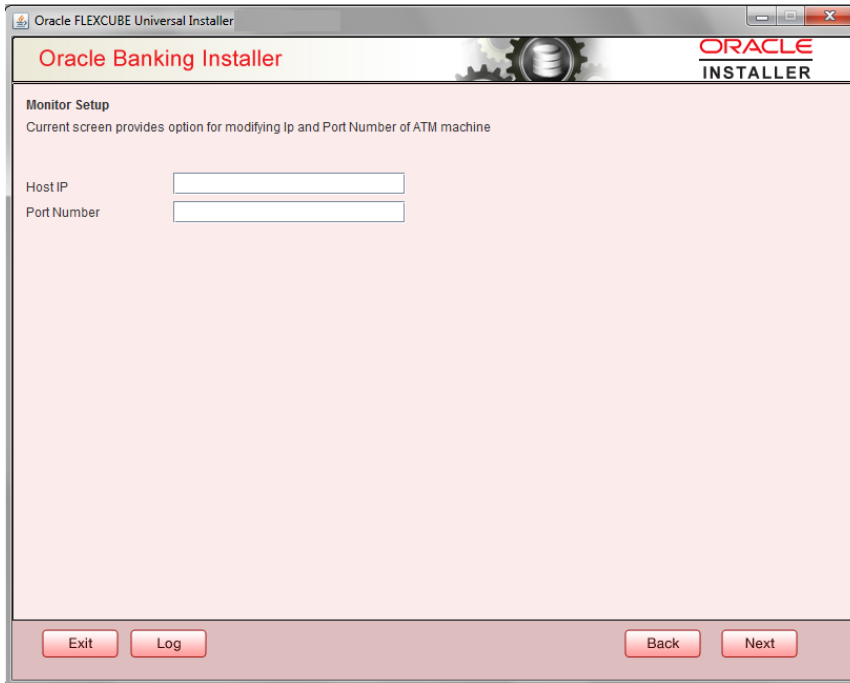 Oracle FLEXCUBE Universal Installer
Oracle Banking Installer
ORACLE
INSTALLER
Monitor Setup
Current screen provides option for modifying Ip and Port Number of ATM machine
Host IP
Port Number
Exit Log Back Next